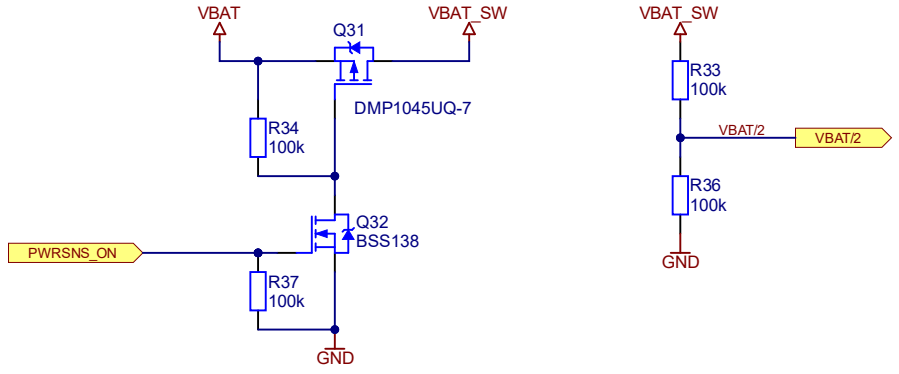 VBAT
VBAT_SW
VBAT_SW
Q31
DMP1045UQ-7
R34
100k
R33
100k
VBAT/2
VBAT/2
R36
100k
Q32
BSS138
PWRSNS_ON
R37
100k
GND
GND